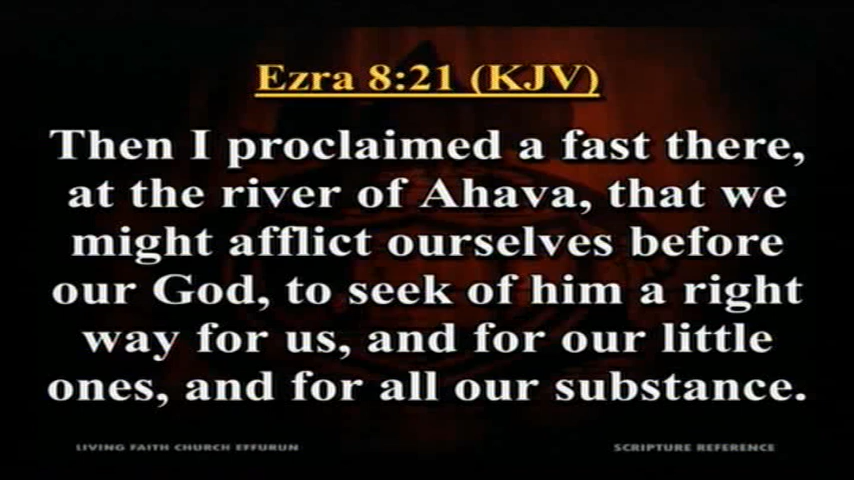 Ezra 8:21 (KJV)
Then I proclaimed a fast there,
at the river of Ahava, that we
might afflict ourselves before
our God, to seek of him a right
way for us, and for our little
ones, and for all our substance.
LIVING FAITH CHURCH EFFURUN
SCRIPTURE REFERENCE